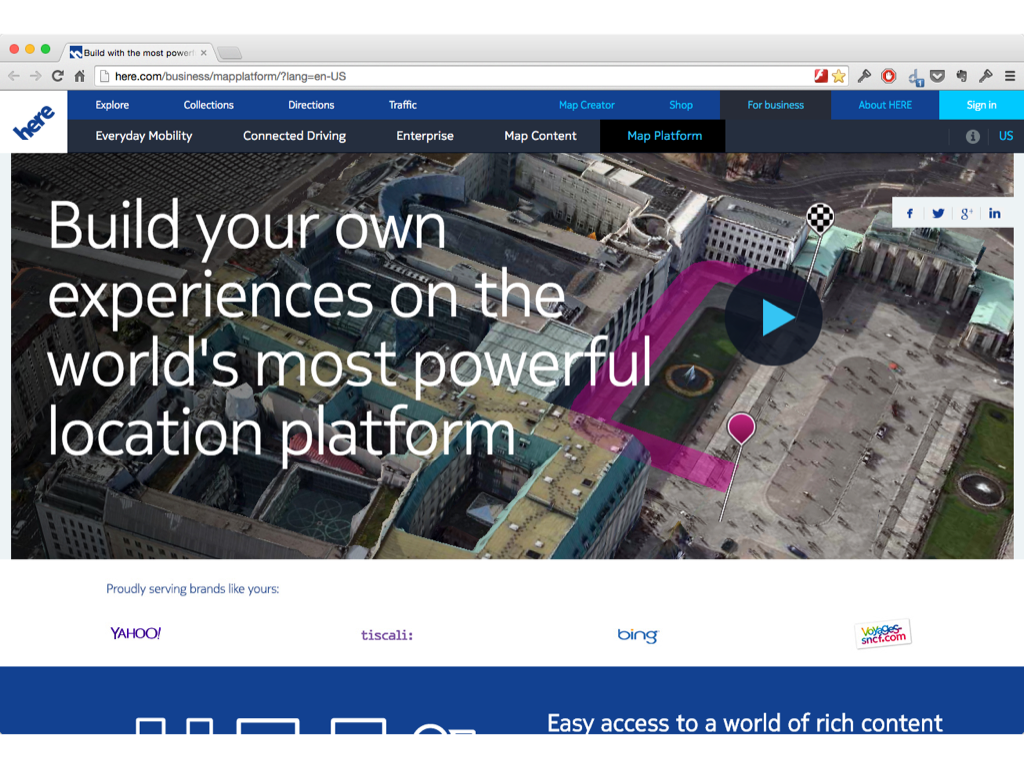 Build with the most power
here.com/business/mapplatform/?lang=en-US
here
Explore Collections Directions Traffic Map Creator Shop For business About HERE Sign in
Everyday Mobility Connected Driving Enterprise Map Content Map Platform US
Build your own
experiences on the
world's most powerful
location platform
Proudly serving brands like yours:
YAHOO! tiscali: bing Voyages-
sncf.com
Easy access to a world of rich content